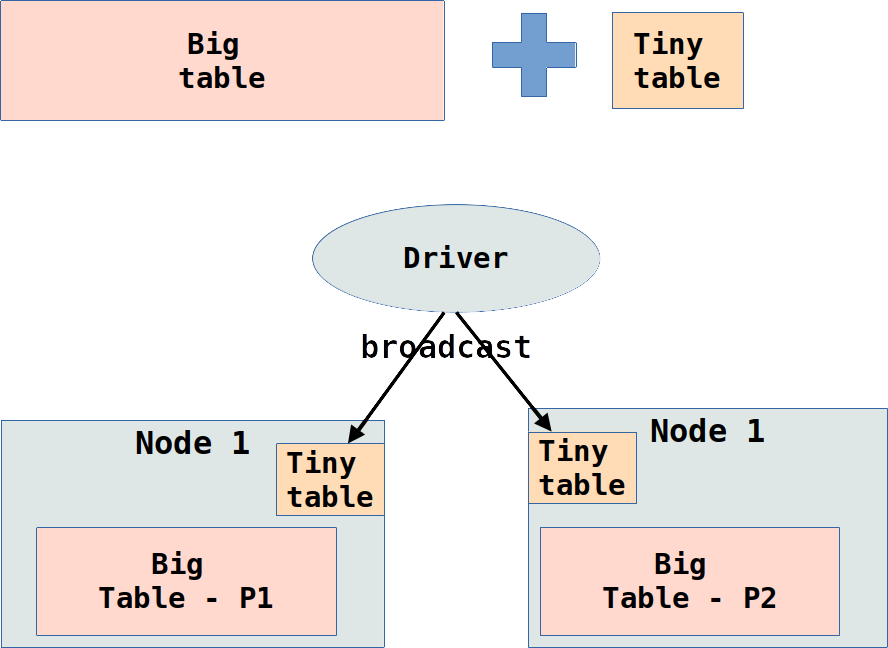 Big
table
Tiny
table
Driver
broadcast
Node 1
Tiny
table
Big
Table - P1
Node 1
Tiny
table
Big
Table - P2